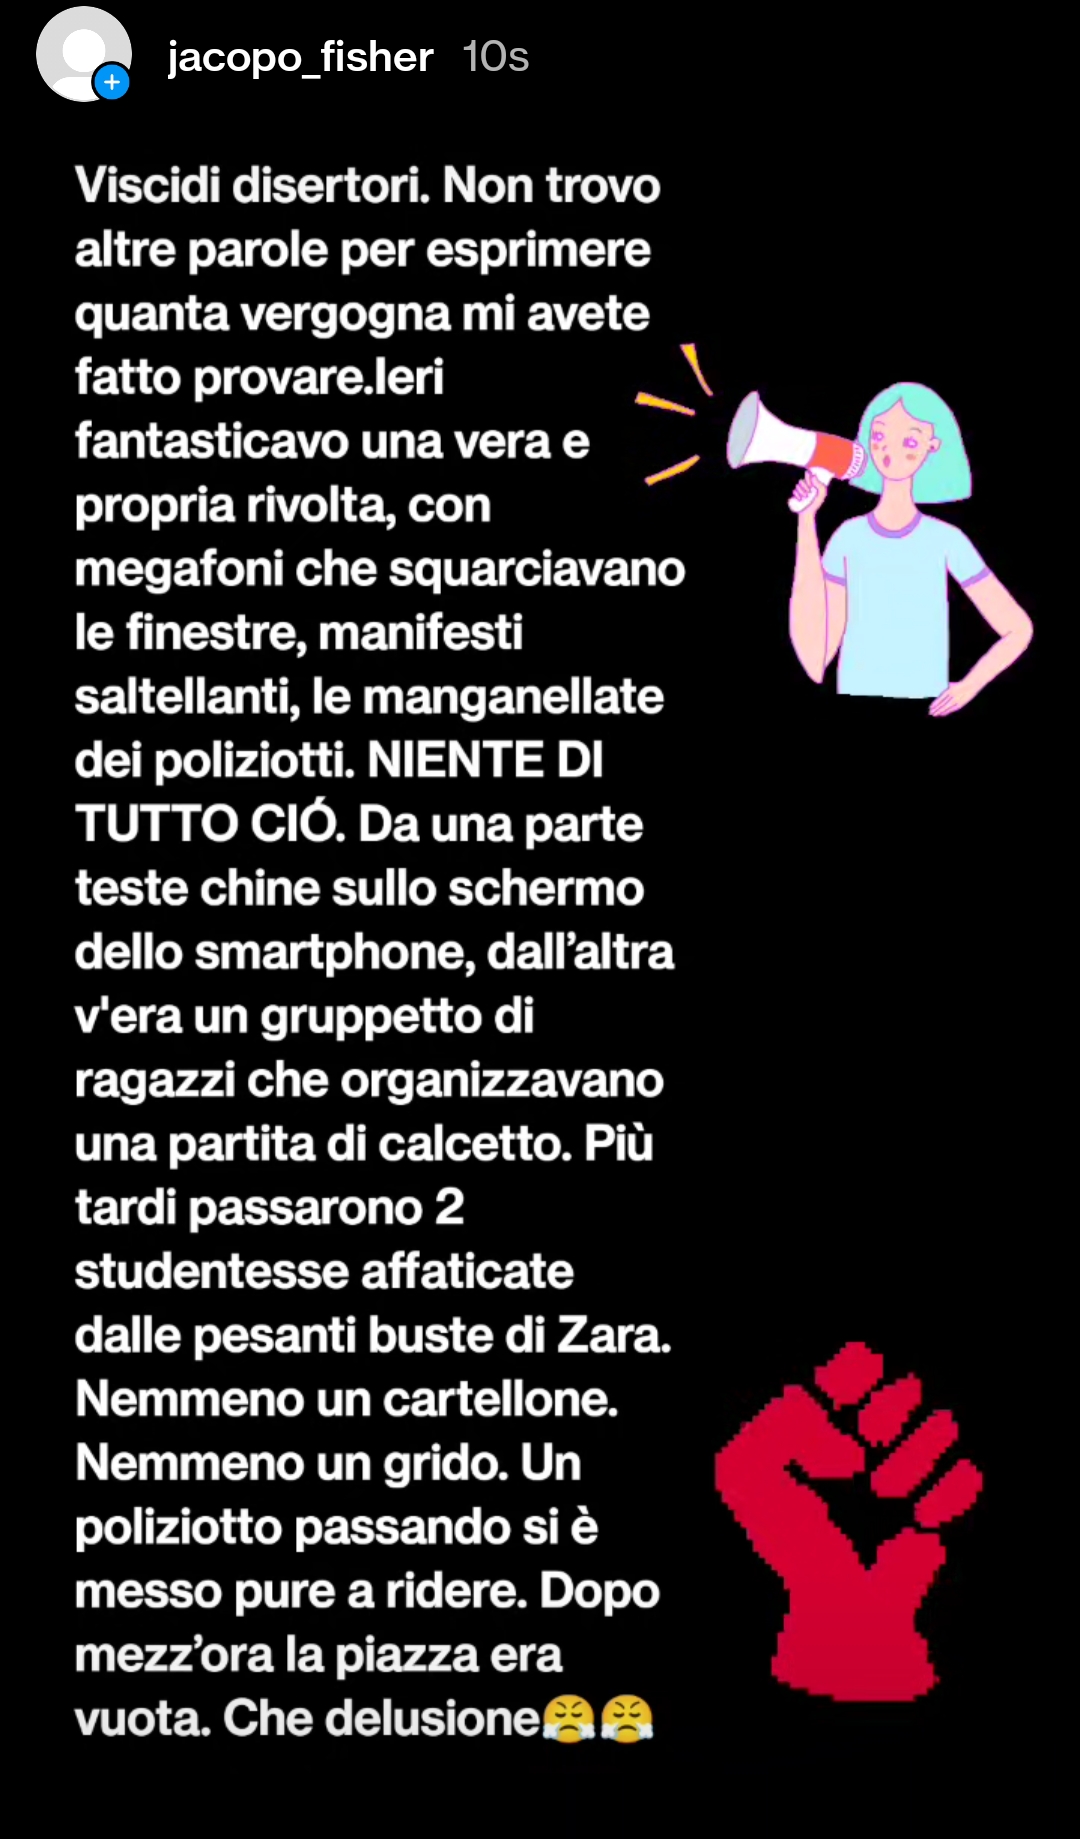 jacopo_fisher 10s
Viscidi disertori. Non trovo
altre parole per esprimere
quanta vergogna mi avete
fatto provare.Ieri
fantasticavo una vera e
propria rivolta, con
megafoni che squarciavano
le finestre, manifesti
saltellanti, le manganellate
dei poliziotti. NIENTE DI
TUTTO CIÓ. Da una parte
teste chine sullo schermo
dello smartphone, dall’altra
v'era un gruppetto di
ragazzi che organizzavano
una partita di calcetto. Più
tardi passarono 2
studentesse affaticate
dalle pesanti buste di Zara.
Nemmeno un cartellone.
Nemmeno un grido. Un
poliziotto passando si è
messo pure a ridere. Dopo
mezz’ora la piazza era
vuota. Che delusione😤😤